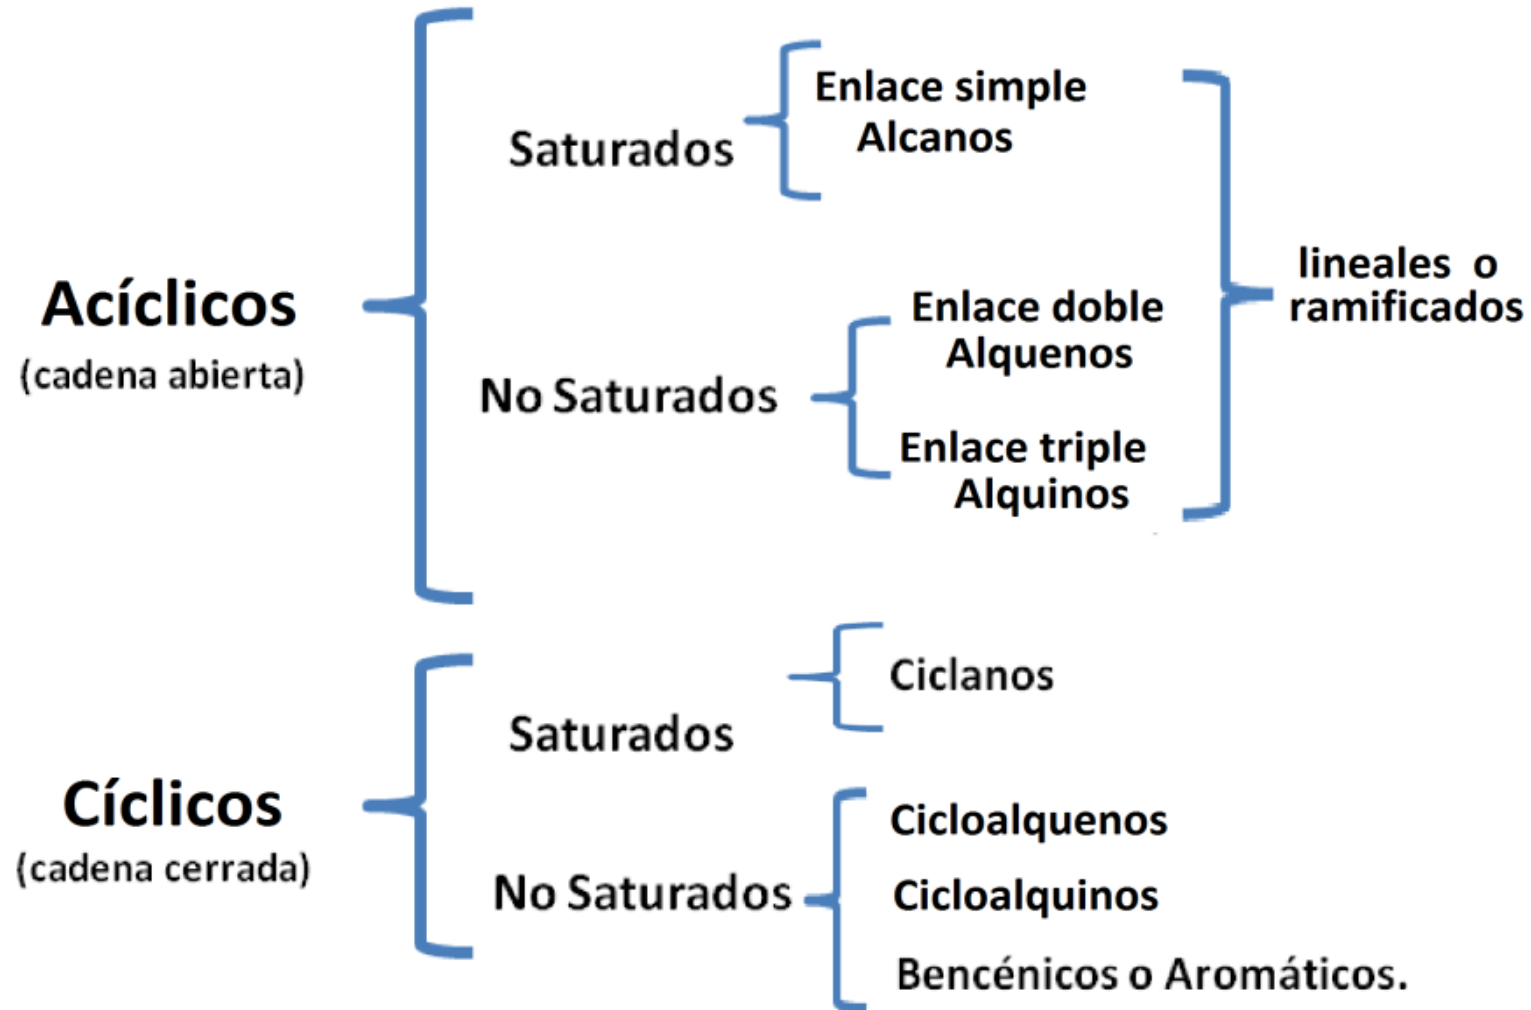 Acíclicos
(cadena abierta)
Saturados
Enlace simple
Alcanos
No Saturados
Enlace doble
Alquenos
Enlace triple
Alquinos
lineales o
ramificados
Cíclicos
(cadena cerrada)
Saturados
Ciclanos
No Saturados
Cicloalquenos
Cicloalquinos
Bencénicos o Aromáticos.